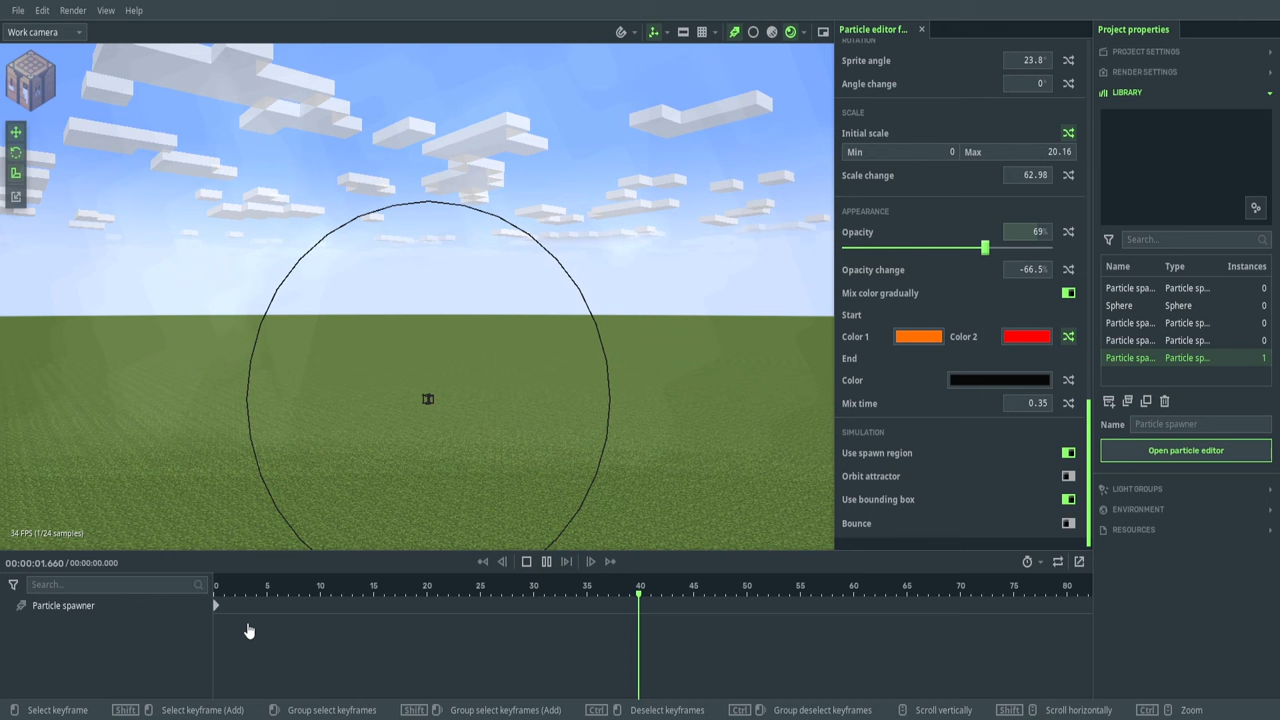 File Edit Render View Help
Work camera
Particle editor f...
Project properties
ROTATION
Sprite angle 23.8°
Angle change 0°
SCALE
Initial scale
Min 0 Max 20.16
Scale change 62.98
APPEARANCE
Opacity 69%
Opacity change -66.5%
Mix color gradually
Start
Color 1 Color 2
End
Color
Mix time 0.35
SIMULATION
Use spawn region
Orbit attractor
Use bounding box
Bounce
PROJECT SETTINGS
RENDER SETTINGS
LIBRARY
Search...
Name Type Instances
Particle spa... Particle sp... 0
Sphere Sphere 0
Particle spa... Particle sp... 0
Particle spa... Particle sp... 0
Particle spa... Particle sp... 1
Name Particle spawner
Open particle editor
LIGHT GROUPS
ENVIRONMENT
RESOURCES
34 FPS (1/24 samples)
00:00:01.660 / 00:00:00.000
Search...
0 5 10 15 20 25 30 35 40 45 50 55 60 65 70 75 80
Particle spawner
Select keyframe Shift Select keyframe (Add) Group select keyframes Shift Group select keyframes (Add) Ctrl Deselect keyframes Ctrl Group deselect keyframes Scroll vertically Shift Scroll horizontally Ctrl Zoom